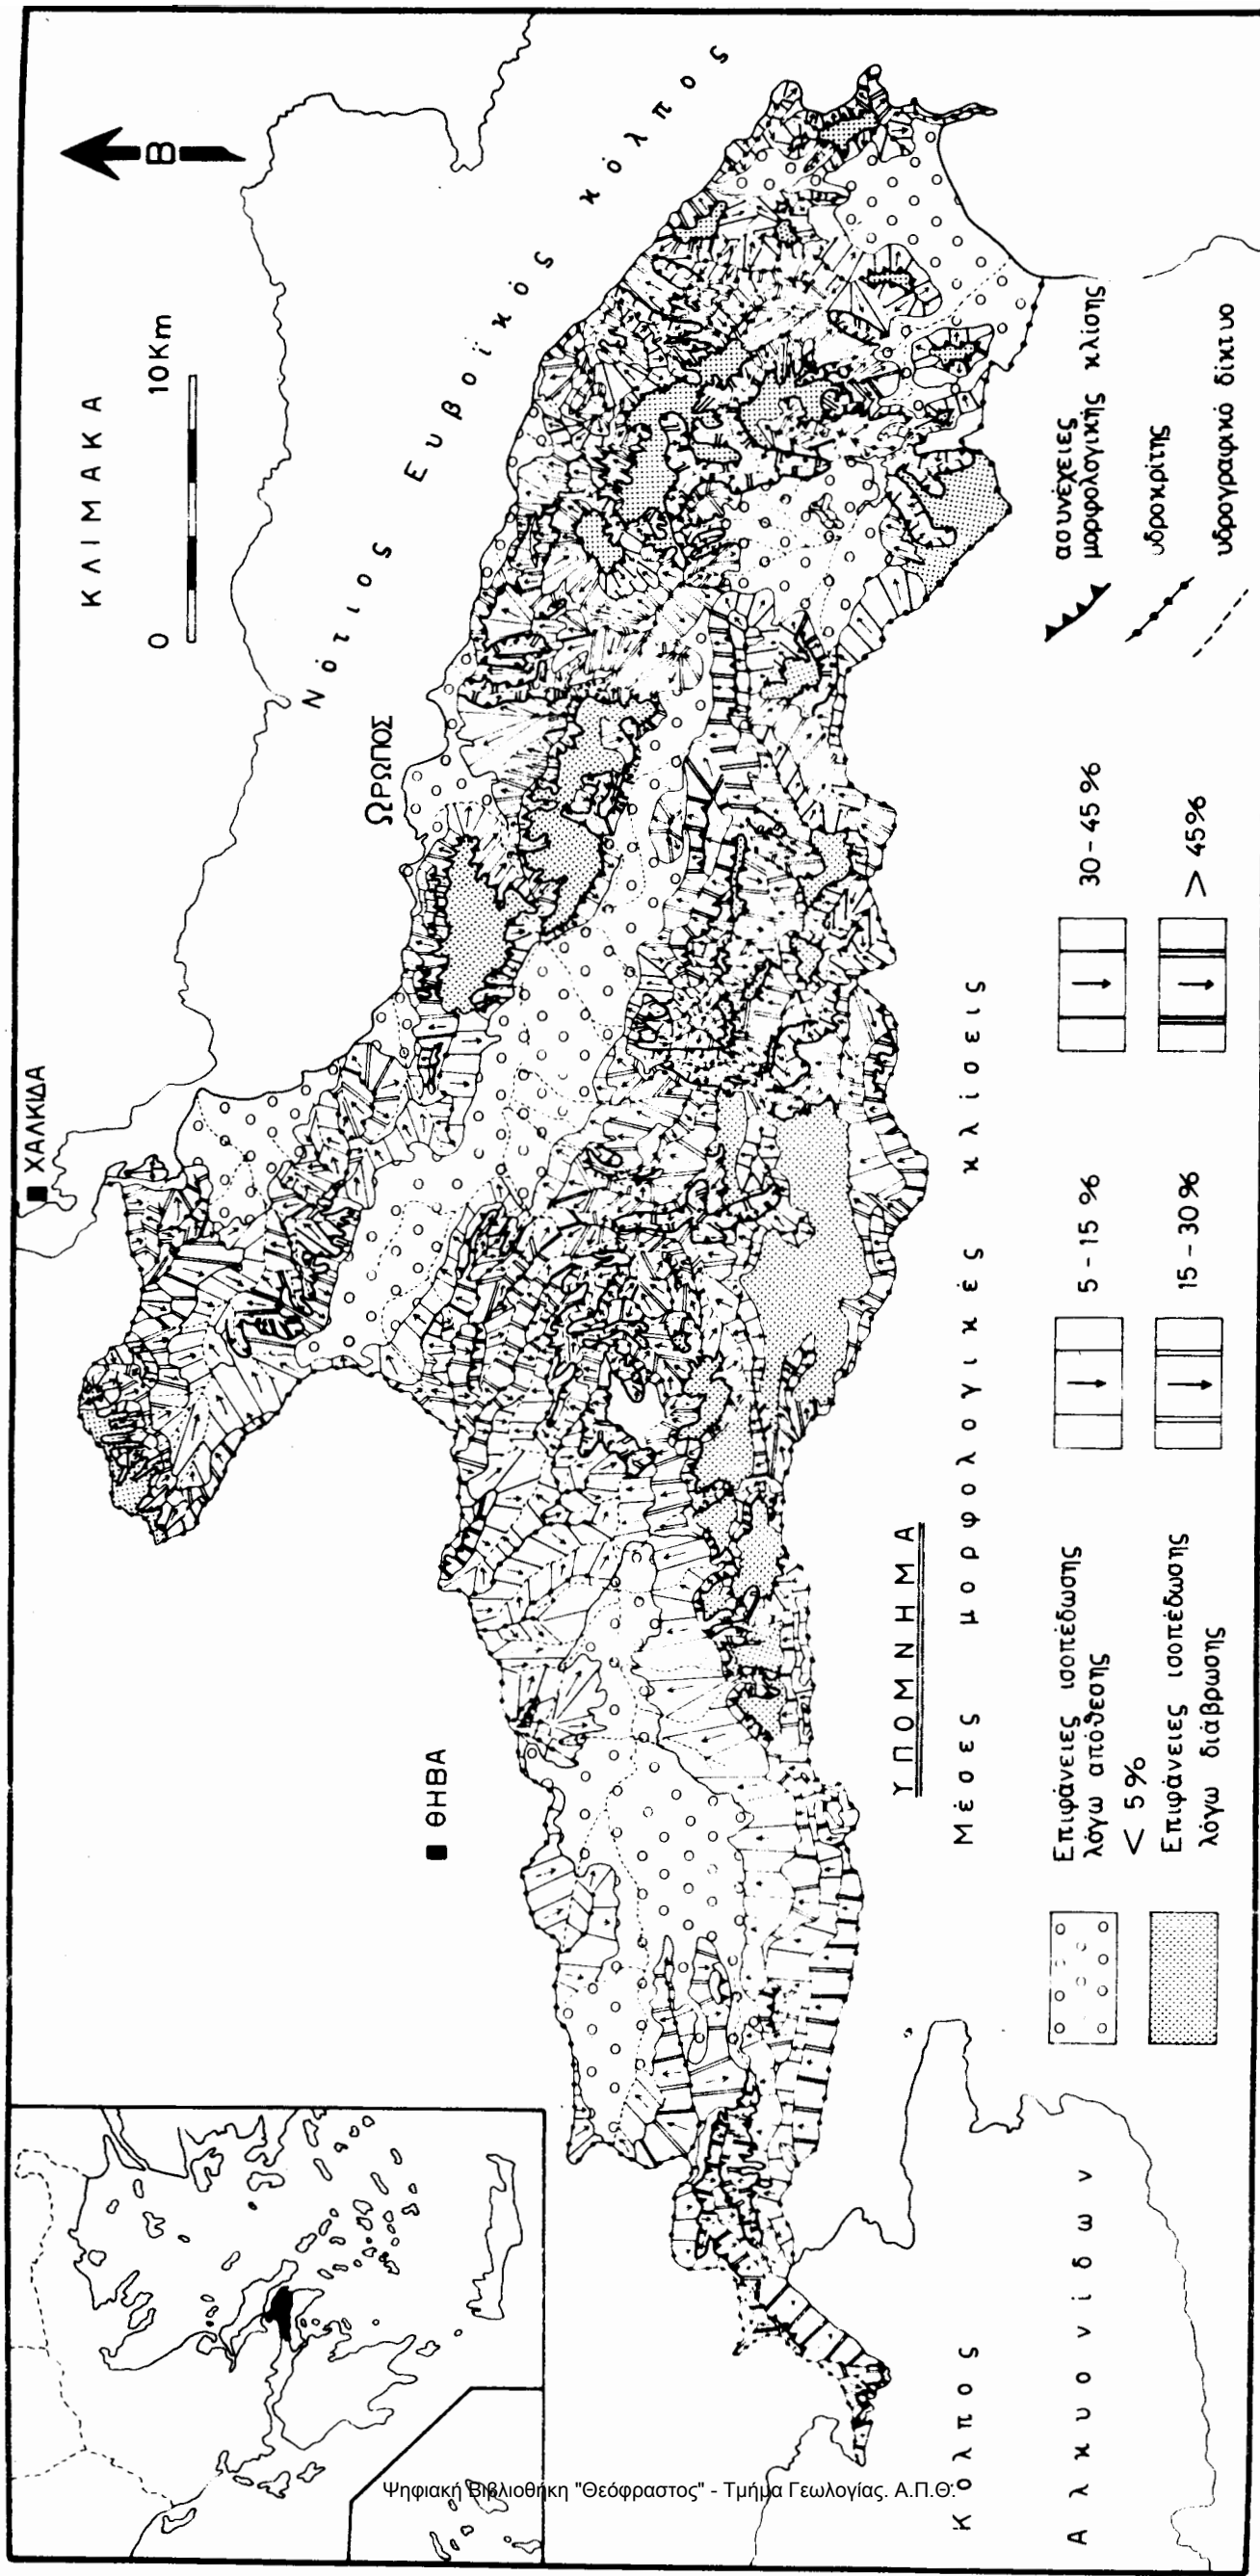 ΧΑΛΚΙΔΑ
ΚΛΙΜΑΚΑ
0 10Km
Β
Νότιος Ευβοϊκός κόλπος
ΩΡΩΠΟΣ
ΘΗΒΑ
Κόλπος
Αλκυονίδων
ΥΠΟΜΝΗΜΑ
Μέσες μορφολογικές κλίσεις
Επιφάνειες ισοπέδωσης
λόγω απόθεσης
< 5%
Επιφάνειες ισοπέδωσης
λόγω διάβρωσης
5 - 15 %
15 - 30 %
30 - 45 %
> 45%
ασυνέχειες
μορφολογικής κλίσης
υδροκρίτης
υδρογραφικό δίκτυο
Ψηφιακή Βιβλιοθήκη "Θεόφραστος" - Τμήμα Γεωλογίας. Α.Π.Θ.